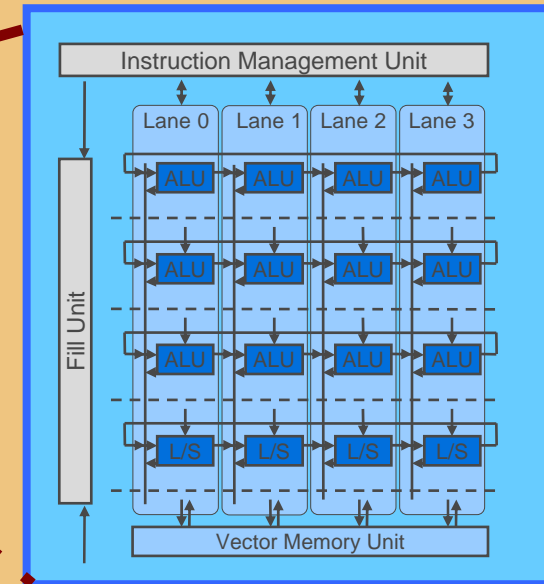 Instruction Management Unit
Lane 0 Lane 1 Lane 2 Lane 3
ALU ALU ALU ALU
ALU ALU ALU ALU
Fill Unit
ALU ALU ALU ALU
L/S L/S L/S L/S
Vector Memory Unit